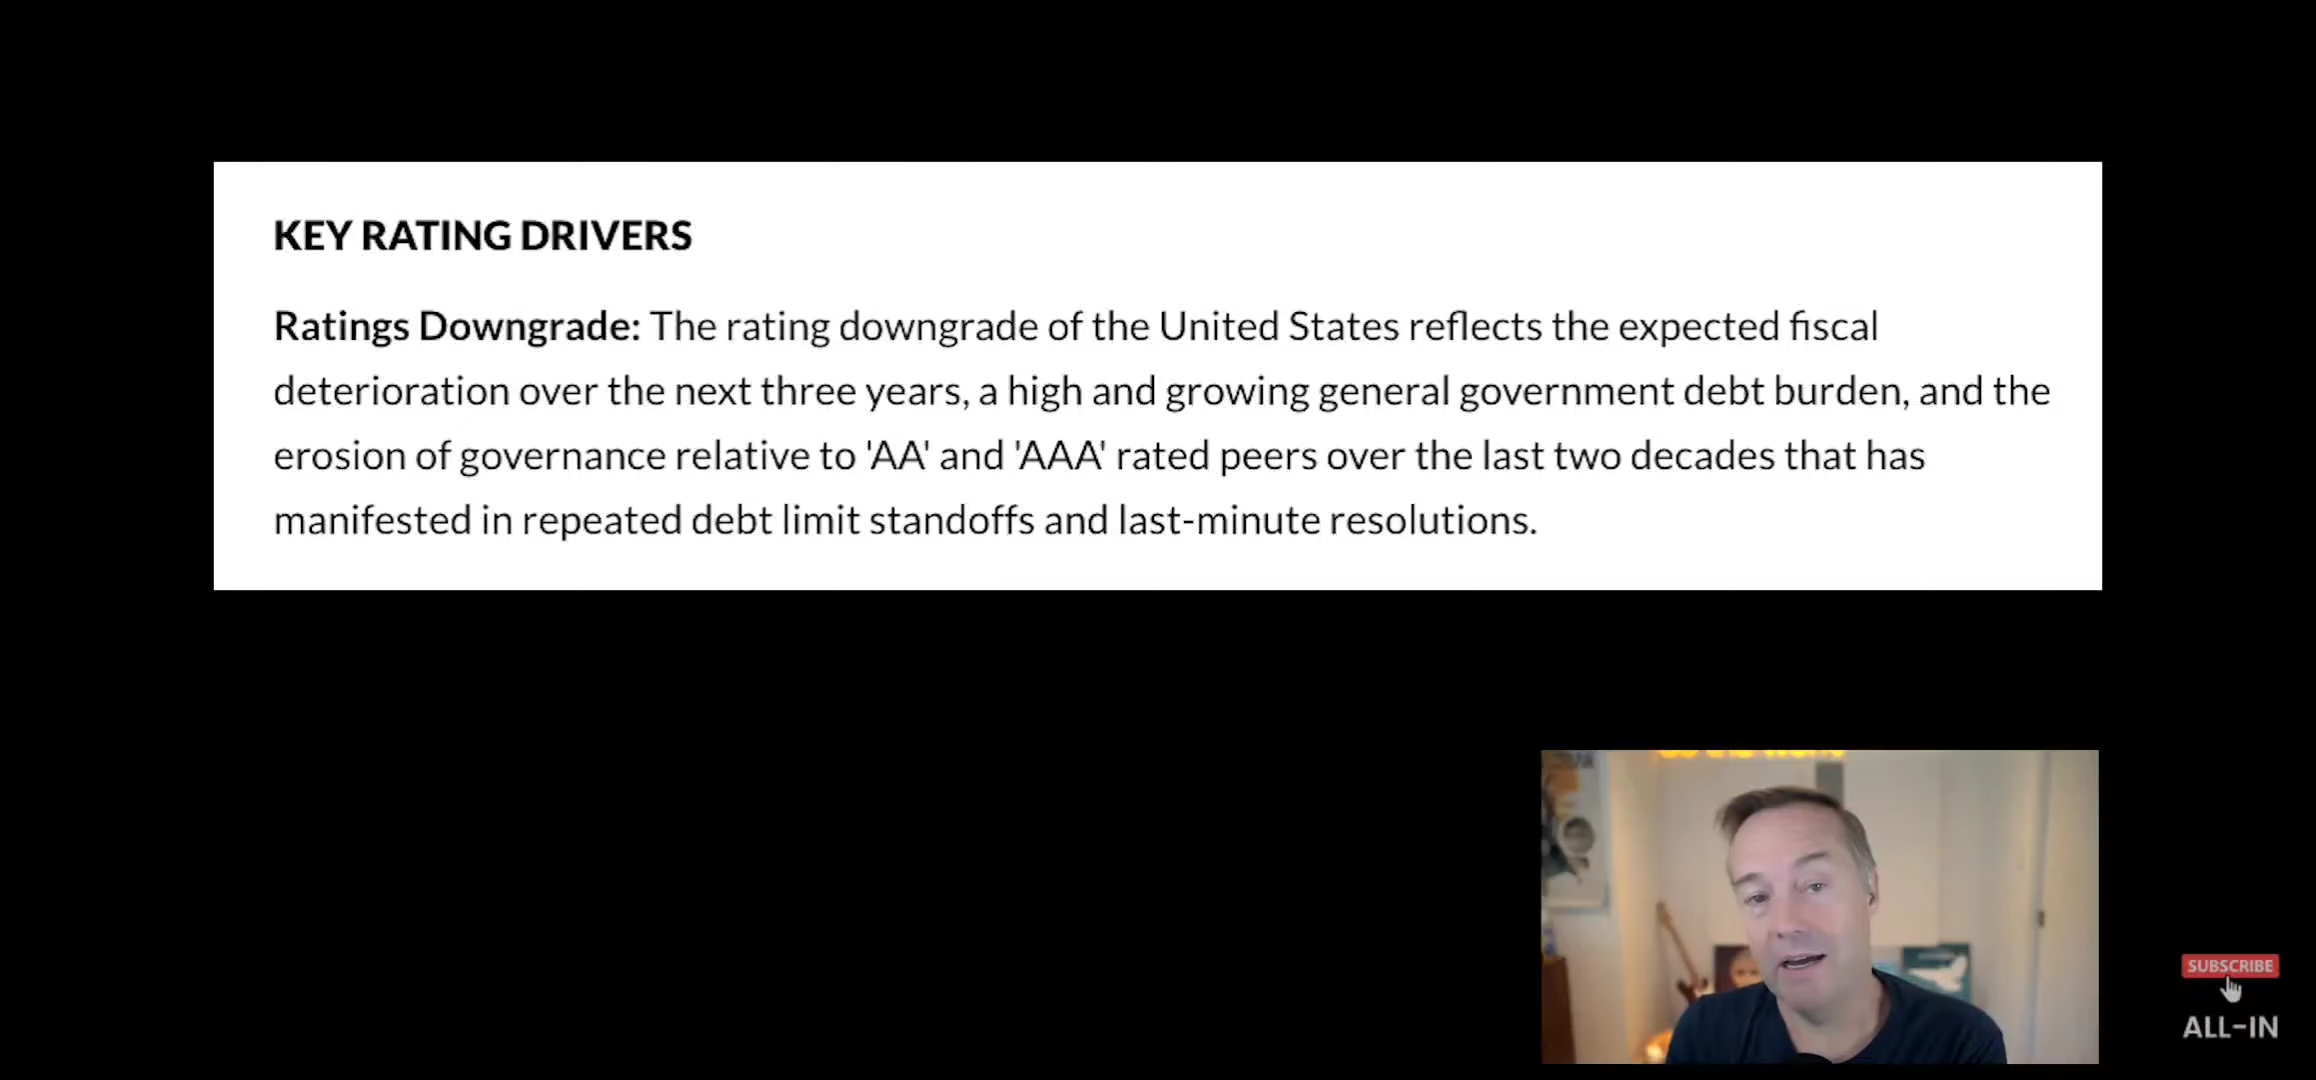 KEY RATING DRIVERS
Ratings Downgrade: The rating downgrade of the United States reflects the expected fiscal
deterioration over the next three years, a high and growing general government debt burden, and the
erosion of governance relative to 'AA' and 'AAA' rated peers over the last two decades that has
manifested in repeated debt limit standoffs and last-minute resolutions.
SUBSCRIBE
ALL-IN